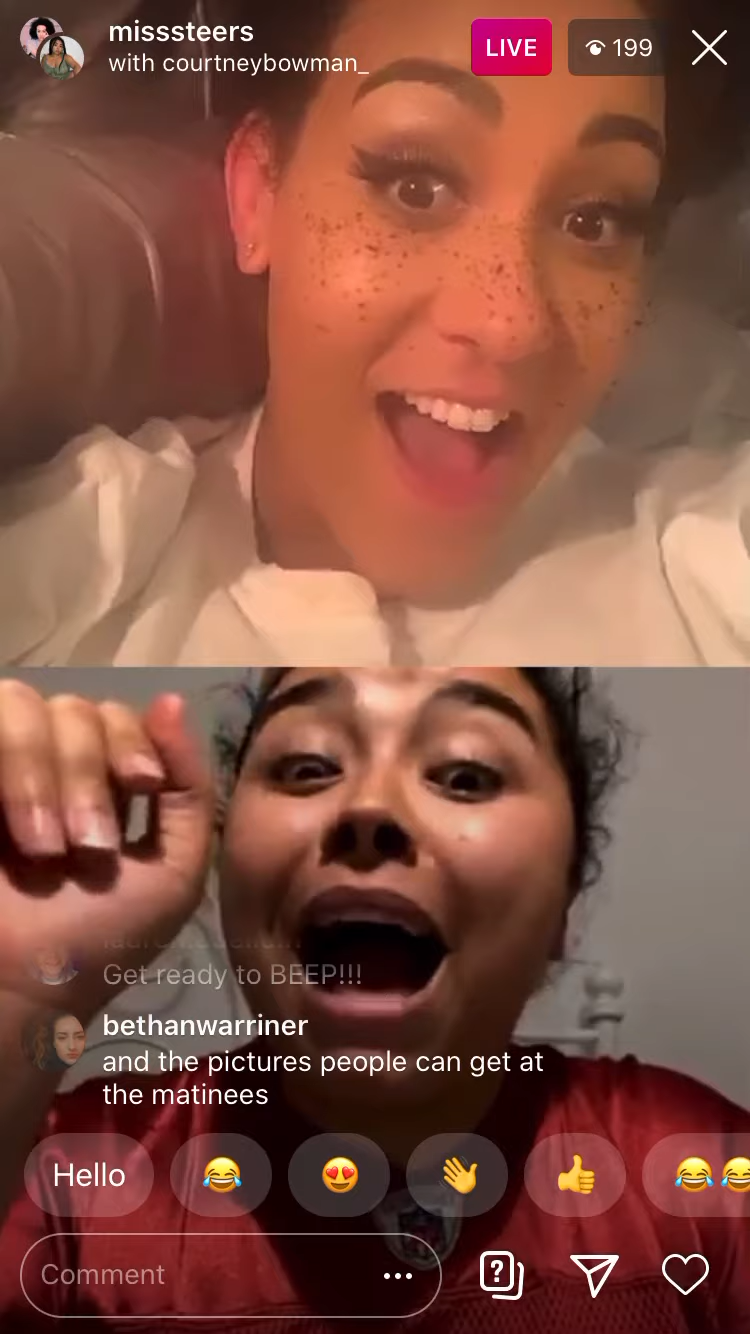 misssteers
LIVE
199
with courtneybowman_
Get ready to BEEP!!!
bethanwarriner
and the pictures people can get at
the matinees
Hello
Comment